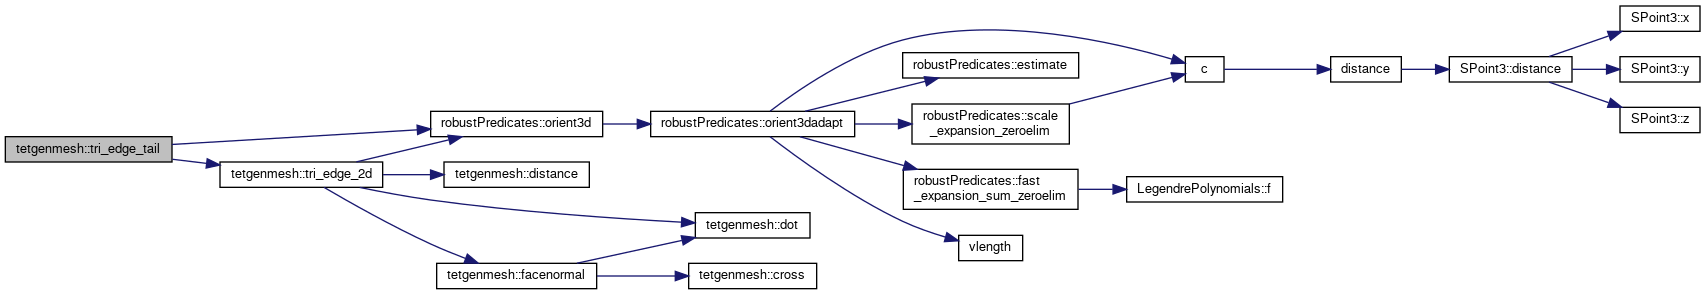 tetgenmesh::tri_edge_tail
robustPredicates::orient3d
tetgenmesh::tri_edge_2d
tetgenmesh::distance
tetgenmesh::facenormal
robustPredicates::orient3dadapt
tetgenmesh::dot
tetgenmesh::cross
robustPredicates::estimate
robustPredicates::scale
_expansion_zeroelim
robustPredicates::fast
_expansion_sum_zeroelim
vlength
c
LegendrePolynomials::f
distance
SPoint3::distance
SPoint3::x
SPoint3::y
SPoint3::z